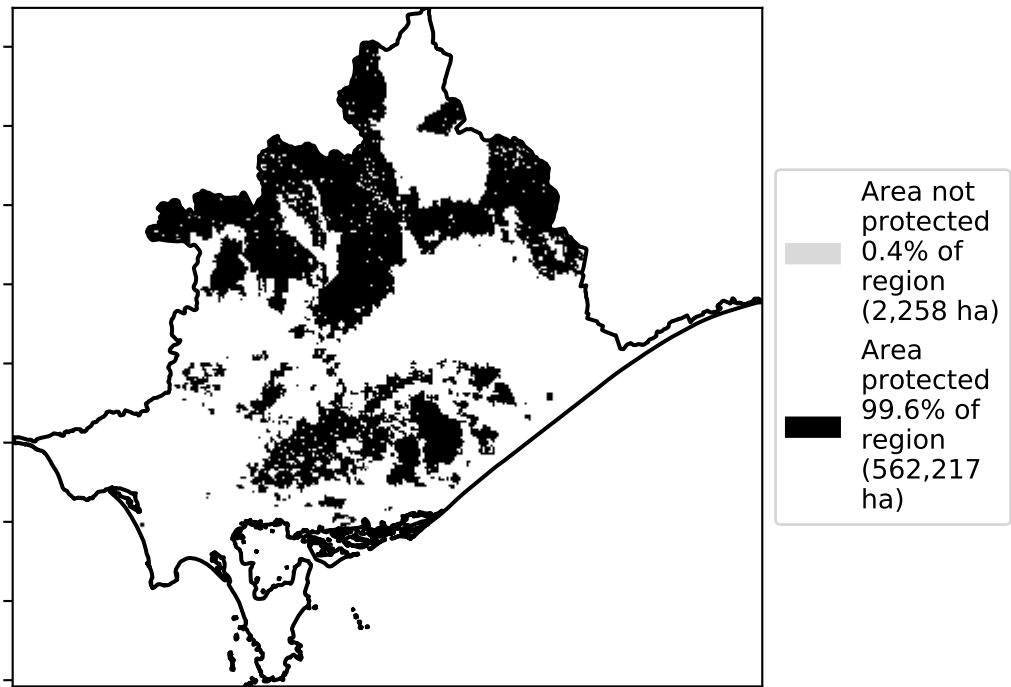 Area not
protected
0.4% of
region
(2,258 ha)
Area
protected
99.6% of
region
(562,217
ha)